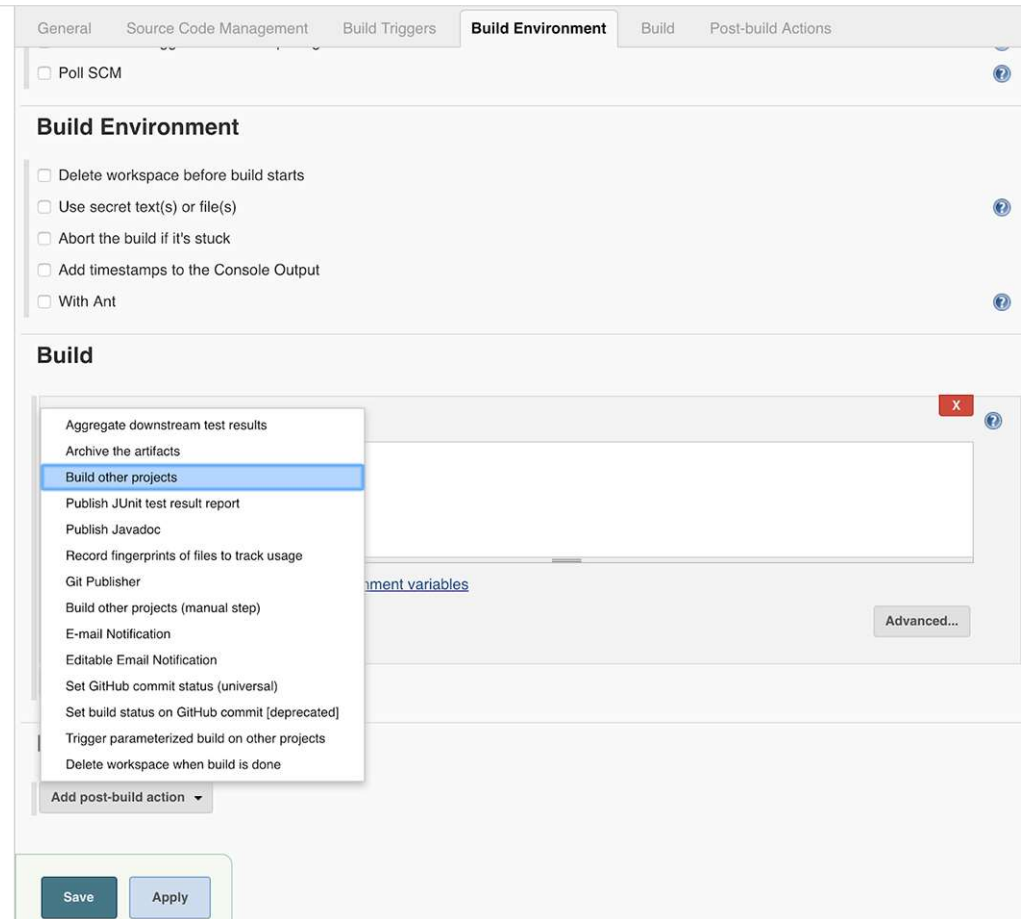 General Source Code Management Build Triggers Build Environment Build Post-build Actions
Poll SCM
Build Environment
Delete workspace before build starts
Use secret text(s) or file(s)
Abort the build if it's stuck
Add timestamps to the Console Output
With Ant
Build
X
Aggregate downstream test results
Archive the artifacts
Build other projects
Publish JUnit test result report
Publish Javadoc
Record fingerprints of files to track usage
Git Publisher
variables
Build other projects (manual step)
Advanced...
E-mail Notification
Editable Email Notification
Set GitHub commit status (universal)
Set build status on GitHub commit [deprecated]
Trigger parameterized build on other projects
Delete workspace when build is done
Add post-build action
Save Apply